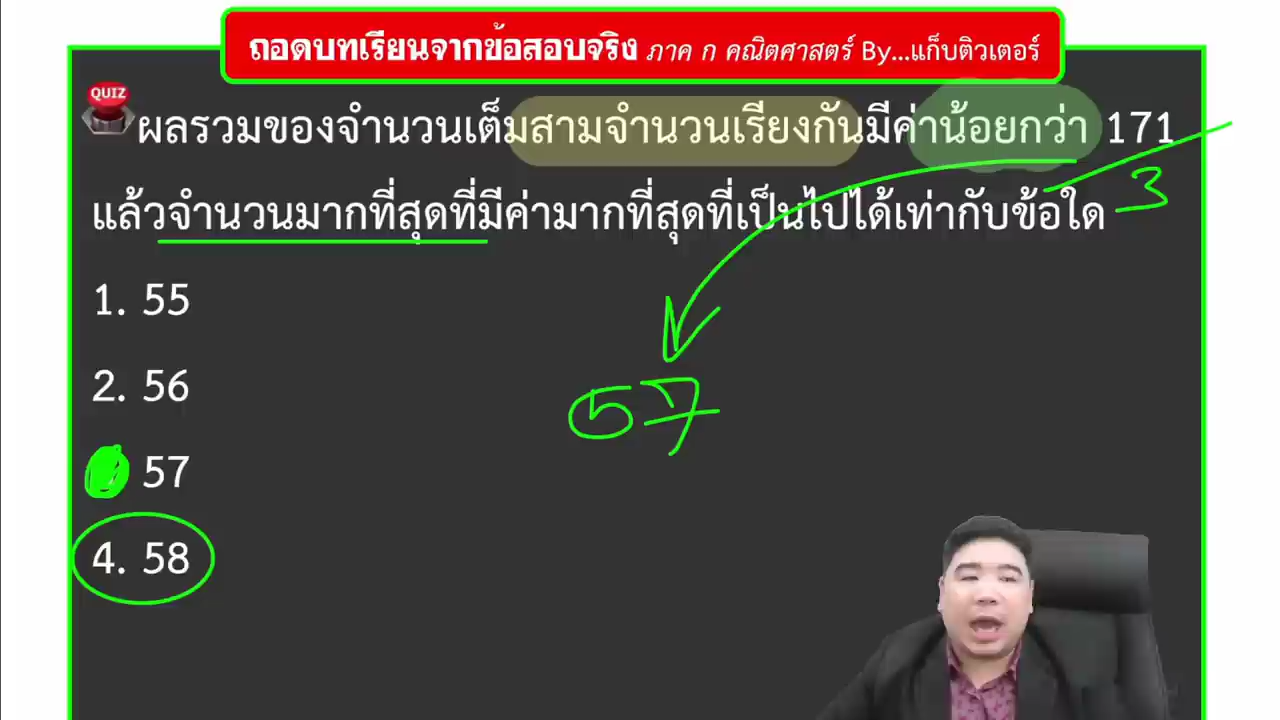 ถอดบทเรียนจากข้อสอบจริง ภาค ก คณิตศาสตร์ By...แก็บติวเตอร์
QUIZ
ผลรวมของจำนวนเต็มสามจำนวนเรียงกันมีค่าน้อยกว่า 171
3
แล้วจำนวนมากที่สุดที่มีค่ามากที่สุดที่เป็นไปได้เท่ากับข้อใด
1. 55
2. 56
57
57
4. 58